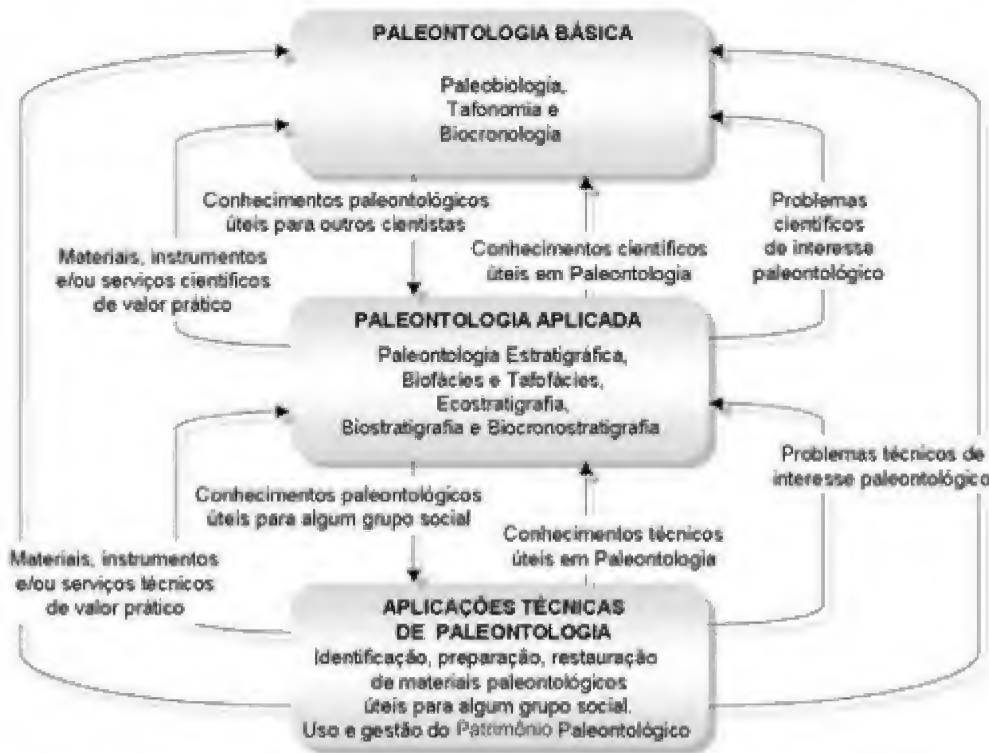 PALEONTOLOGIA BÁSICA
Paleobiologia,
Tafonomia e
Biocronologia
Conhecimentos paleontológicos
úteis para outros cientistas
Materiais, instrumentos
e/ou serviços científicos
de valor prático
Conhecimentos científicos
úteis em Paleontologia
Problemas
científicos
de interesse
paleontológico
PALEONTOLOGIA APLICADA
Paleontologia Estratigráfica,
Biofácies e Tafofácies,
Ecostratigrafia,
Biostratigrafia e Biocronostratigrafia
Conhecimentos paleontológicos
úteis para algum grupo social
Materiais, instrumentos
e/ou serviços técnicos
de valor prático
Conhecimentos técnicos
úteis em Paleontologia
Problemas técnicos de
interesse paleontológico
APLICAÇÕES TÉCNICAS
DE PALEONTOLOGIA
Identificação, preparação, restauração
de materiais paleontológicos
úteis para algum grupo social.
Uso e gestão do Patrimônio Paleontológico